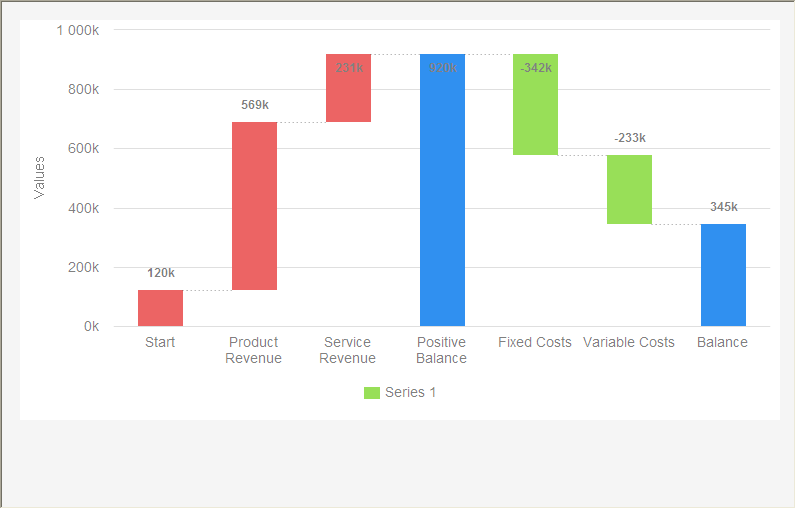 1 000k
800k
600k
400k
200k
0k
Values
120k
569k
231k
920k
-342k
-233k
345k
Start
Product
Revenue
Service
Revenue
Positive
Balance
Fixed Costs
Variable Costs
Balance
Series 1